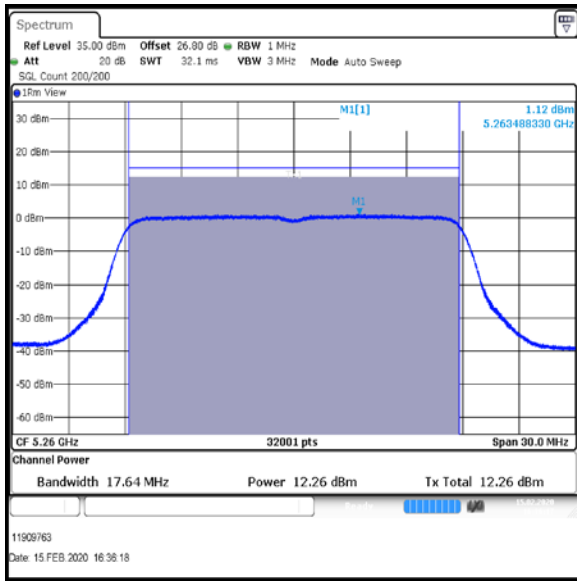 Spectrum
Ref Level 35.00 dBm Offset 26.80 dB RBW 1 MHz
Att 20 dB SWT 32.1 ms VBW 3 MHz Mode Auto Sweep
SGL Count 200/200
1Rm View
M1[1] 1.12 dBm
5.263488330 GHz
30 dBm
20 dBm
10 dBm
M1
0 dBm
-10 dBm
-20 dBm
-30 dBm
-40 dBm
-50 dBm
-60 dBm
CF 5.26 GHz 32001 pts Span 30.0 MHz
Channel Power
Bandwidth 17.64 MHz Power 12.26 dBm Tx Total 12.26 dBm
Ready
11909763
Date: 15.FEB.2020 16:36:18